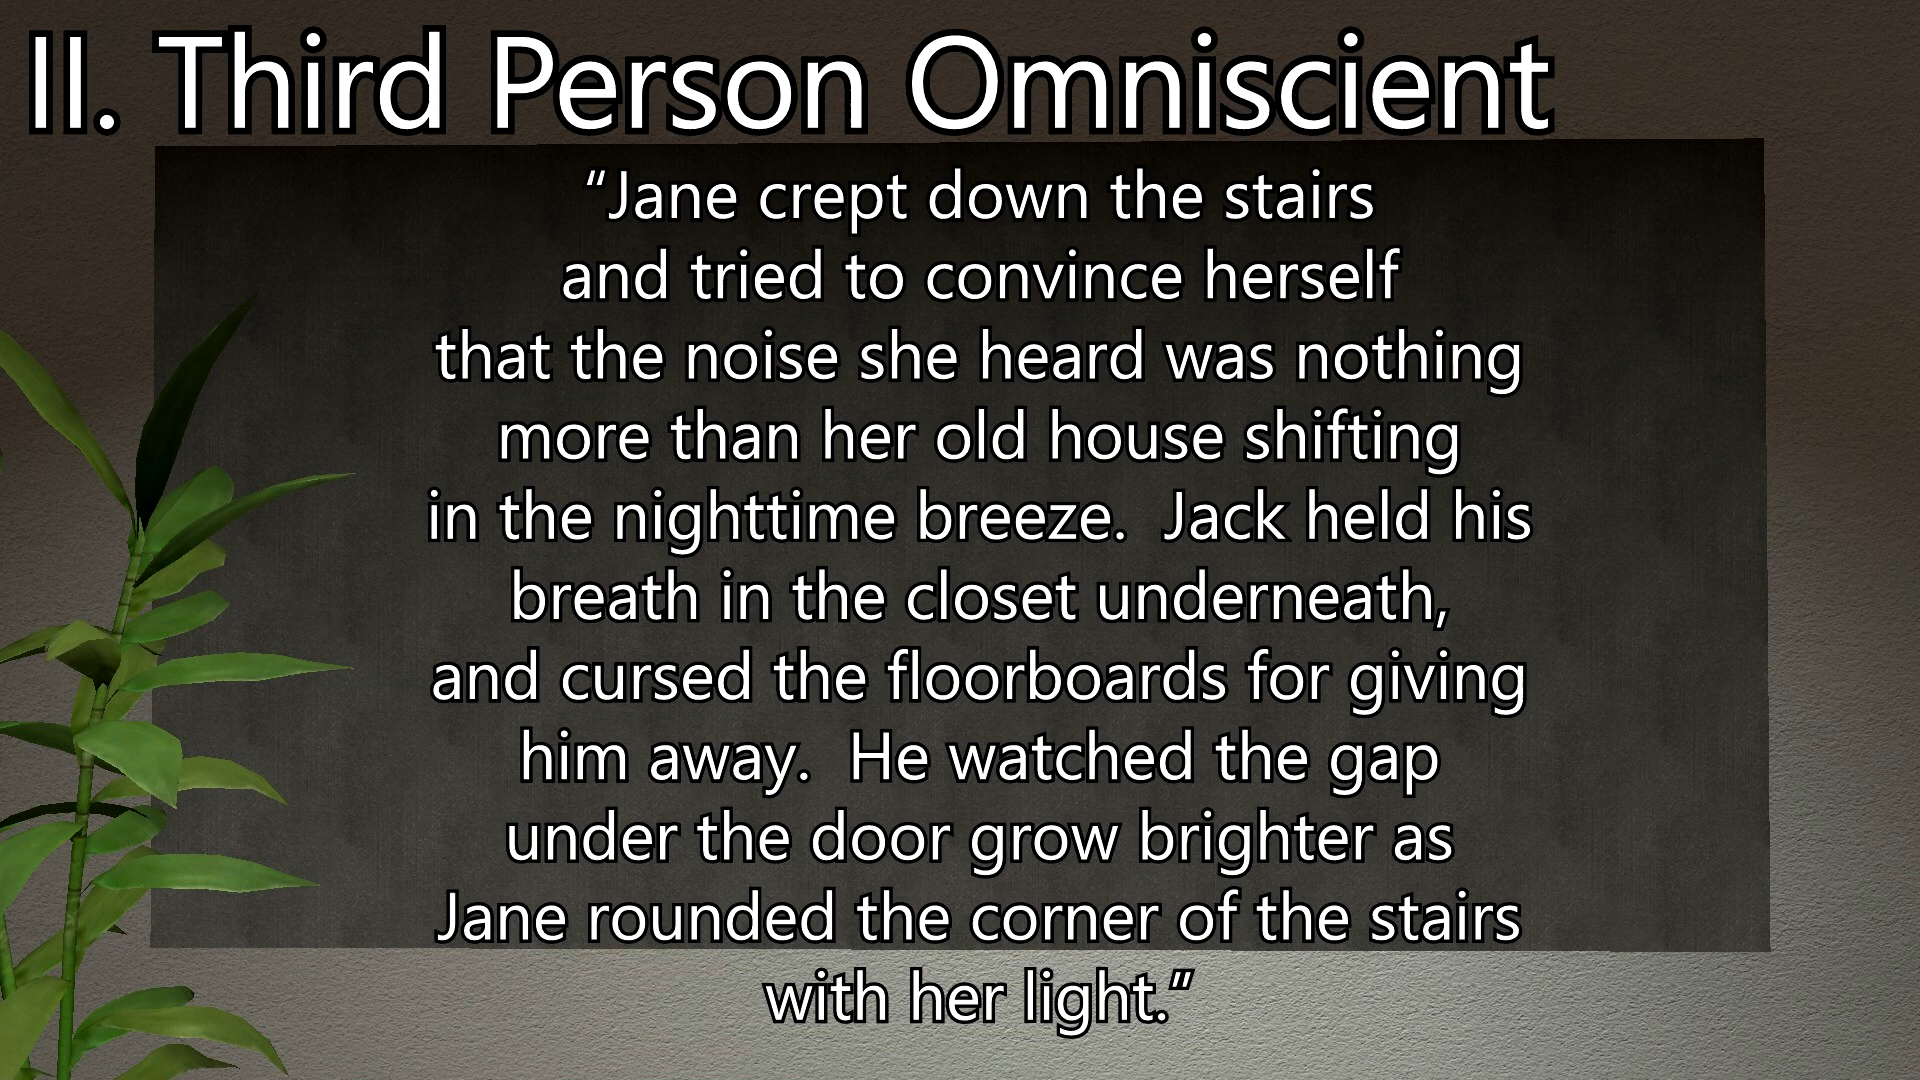 II. Third Person Omniscient
“Jane crept down the stairs
and tried to convince herself
that the noise she heard was nothing
more than her old house shifting
in the nighttime breeze.  Jack held his
breath in the closet underneath,
and cursed the floorboards for giving
him away.  He watched the gap
under the door grow brighter as
Jane rounded the corner of the stairs
with her light.”